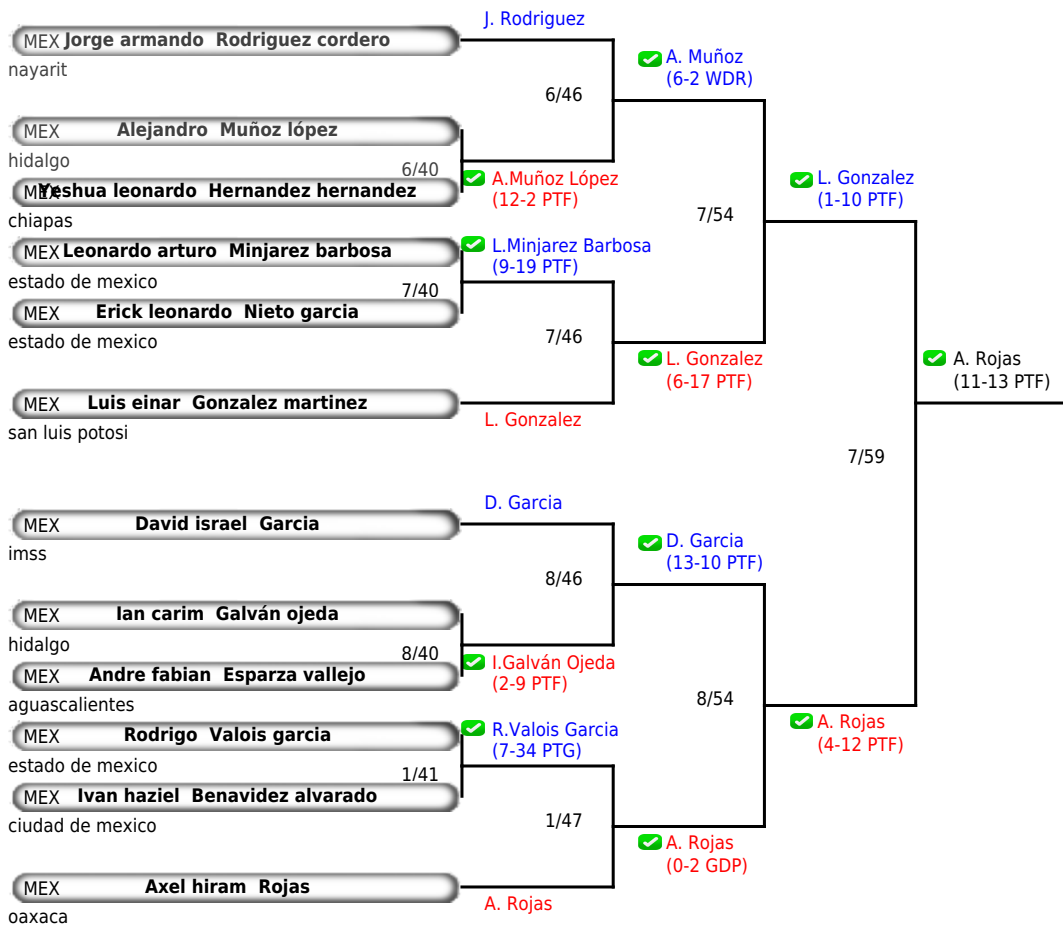 J. Rodriguez
MEX Jorge armando Rodriguez cordero
nayarit
A. Muñoz
(6-2 WDR)
6/46
MEX Alejandro Muñoz lópez
hidalgo
6/40
A.Muñoz López
(12-2 PTF)
MEX Yeshua leonardo Hernandez hernandez
chiapas
L. Gonzalez
(1-10 PTF)
7/54
MEX Leonardo arturo Minjarez barbosa
estado de mexico
L.Minjarez Barbosa
(9-19 PTF)
7/40
MEX Erick leonardo Nieto garcia
estado de mexico
7/46
L. Gonzalez
(6-17 PTF)
A. Rojas
(11-13 PTF)
MEX Luis einar Gonzalez martinez
san luis potosi
L. Gonzalez
7/59
D. Garcia
MEX David israel Garcia
imss
D. Garcia
(13-10 PTF)
8/46
MEX Ian carim Galván ojeda
hidalgo
8/40
I.Galván Ojeda
(2-9 PTF)
MEX Andre fabian Esparza vallejo
aguascalientes
8/54
A. Rojas
(4-12 PTF)
MEX Rodrigo Valois garcia
estado de mexico
R.Valois Garcia
(7-34 PTG)
1/41
MEX Ivan haziel Benavidez alvarado
ciudad de mexico
1/47
A. Rojas
(0-2 GDP)
MEX Axel hiram Rojas
oaxaca
A. Rojas